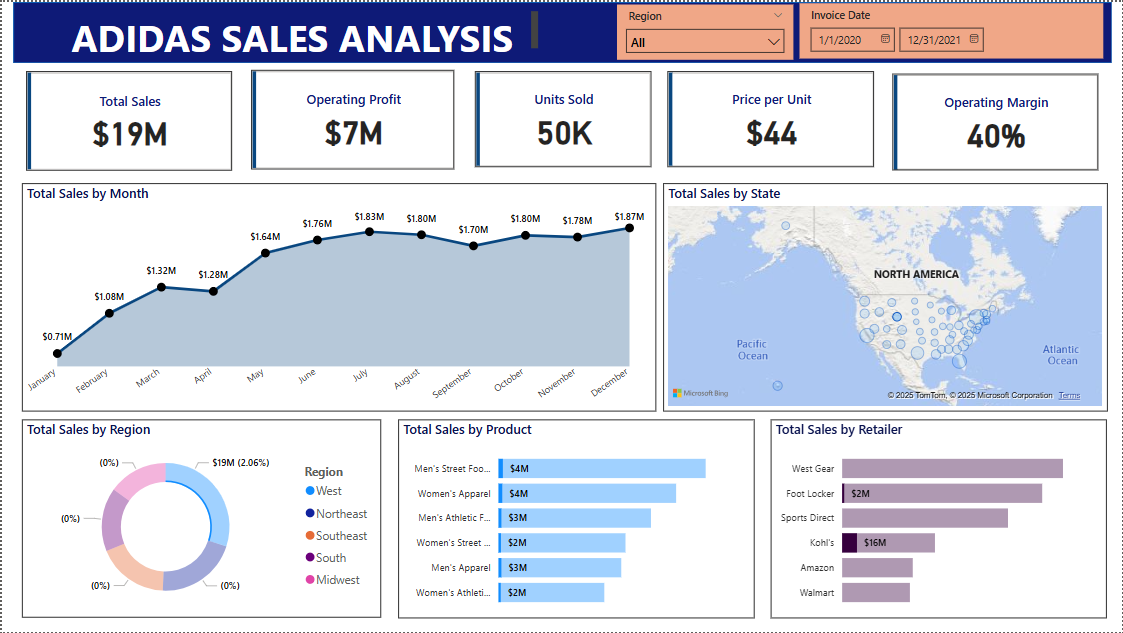 ADIDAS SALES ANALYSIS
Region
All
Invoice Date
1/1/2020
12/31/2021
Total Sales
$19M
Operating Profit
$7M
Units Sold
50K
Price per Unit
$44
Operating Margin
40%
Total Sales by Month
$0.71M
$1.08M
$1.32M
$1.28M
$1.64M
$1.76M
$1.83M
$1.80M
$1.70M
$1.80M
$1.78M
$1.87M
January
February
March
April
May
June
July
August
September
October
November
December
Total Sales by State
NORTH AMERICA
Pacific
Ocean
Atlantic
Ocean
Microsoft Bing
© 2025 TomTom, © 2025 Microsoft Corporation Terms
Total Sales by Region
(0%)
$19M (2.06%)
(0%)
(0%)
(0%)
Region
West
Northeast
Southeast
South
Midwest
Total Sales by Product
Men's Street Foo... $4M
Women's Apparel $4M
Men's Athletic F... $3M
Women's Street ... $2M
Men's Apparel $3M
Women's Athleti... $2M
Total Sales by Retailer
West Gear
Foot Locker $2M
Sports Direct
Kohl's $16M
Amazon
Walmart